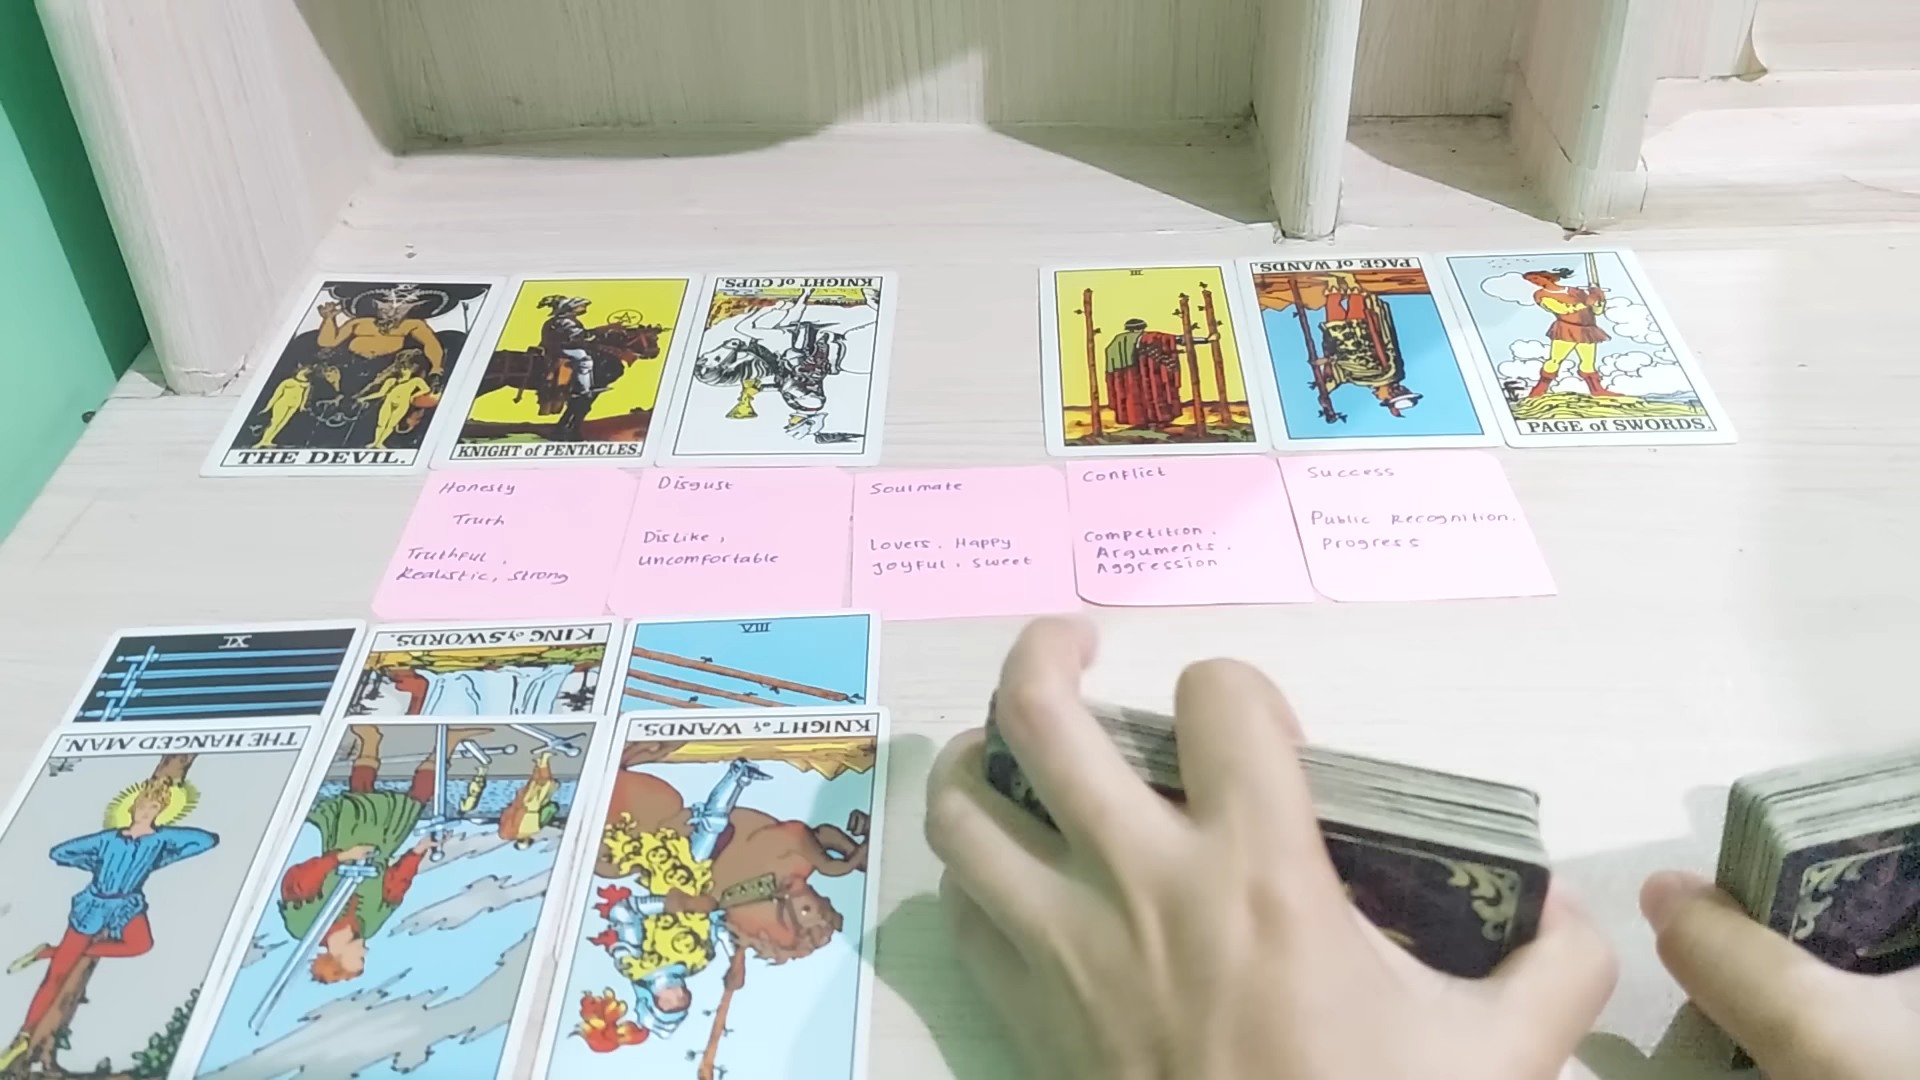 THE DEVIL.
KNIGHT of PENTACLES.
KNIGHT of CUPS.
III
PAGE of WANDS.
PAGE of SWORDS.
Honesty
Truth
Truthful,
Realistic, strong
Disgust
Dislike,
uncomfortable
Soulmate
Lovers, Happy
Joyful, sweet
Conflict
Competition,
Arguments,
Aggression
Success
Public Recognition,
Progress
KING of SWORDS.
VIII
THE HANGED MAN.
KNIGHT of WANDS.